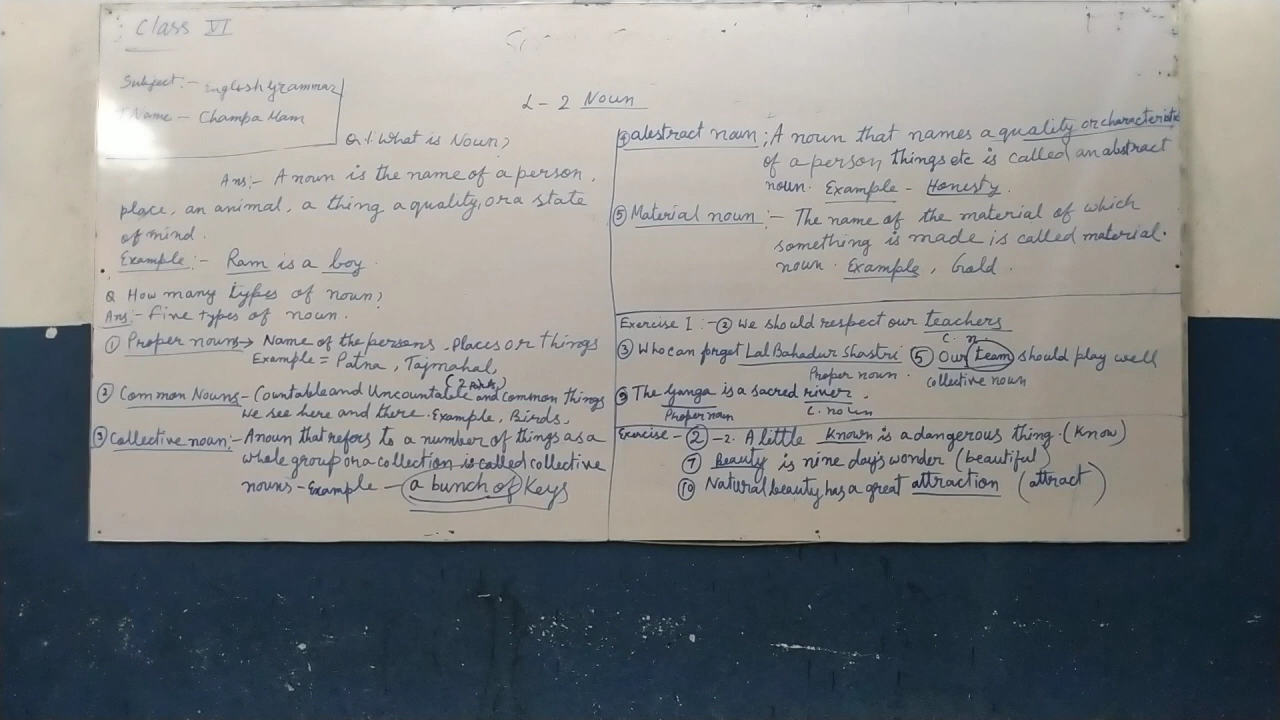 Class VI
Subject:- English Grammar
Name - Champa Mam
L-2 Noun
Q.1. What is Noun?
Ans:- A noun is the name of a person,
place, an animal, a thing a quality, or a state
of mind.
Example:- Ram is a boy.
Q How many types of noun?
Ans:- five types of noun.
① Proper nouns→ Name of the persons, Places or things
Example = Patna, Tajmahal,
② Common Nouns- Countable and Uncountable and Common things
We see here and there. Example, Birds.
③ Collective noun:- A noun that refers to a number of things as a
whole group or a collection is called collective
nouns - Example - a bunch of Keys
④ abstract noun; A noun that names a quality or characteristic
of a person, things etc is called an abstract
noun. Example - Honesty.
⑤ Material noun:- The name of the material of which
something is made is called material.
noun. Example, Gold.
Exercise I:- ② We should respect our teachers
C. n
③ Who can forget Lal Bahadur Shastri ⑤ Our team should play well
Proper noun. collective noun
⑨ The Ganga is a sacred river.
Proper noun C. noun
Exercise - ② -2. A little known is a dangerous thing. (Know)
⑦ Beauty is nine day's wonder (beautiful)
⑩ Natural beauty has a great attraction (attract)